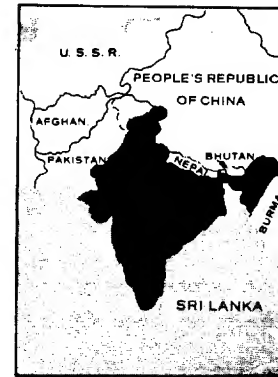 U. S. S. R.
PEOPLE'S REPUBLIC
OF CHINA
AFGHAN.
PAKISTAN
NEPAL
BHUTAN
BURMA
SRI LANKA